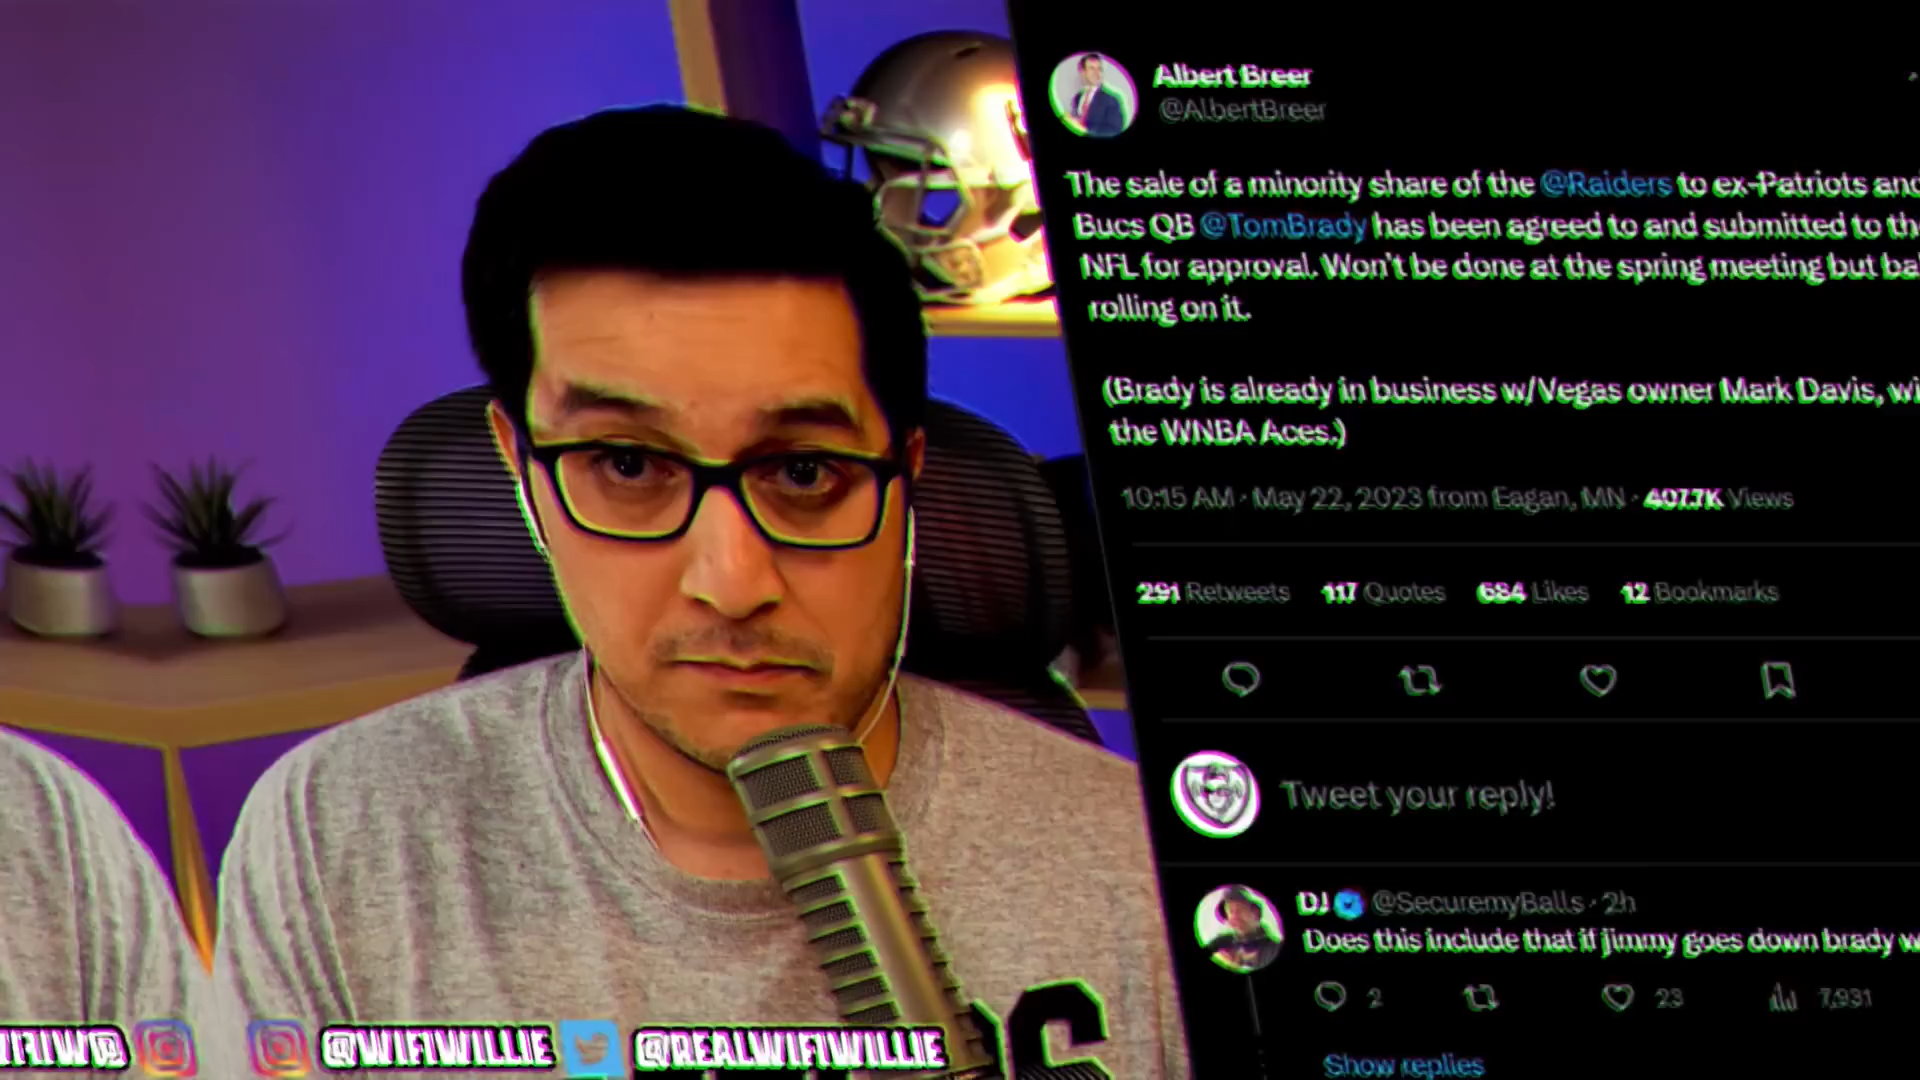 Albert Breer
@AlbertBreer
The sale of a minority share of the @Raiders to ex-Patriots and
Bucs QB @TomBrady has been agreed to and submitted to the
NFL for approval. Won't be done at the spring meeting but
rolling on it.
(Brady is already in business w/Vegas owner Mark Davis,
the WNBA Aces.)
10:15 AM · May 22, 2023 from Eagan, MN · 407.7K Views
291 Retweets 117 Quotes 684 Likes 12 Bookmarks
Tweet your reply!
DJ @SecuremyBalls · 2h
Does this include that if jimmy goes down brady
2 23 7,931
Show replies
@WIFIWILLIE @REALWIFIWILLIE